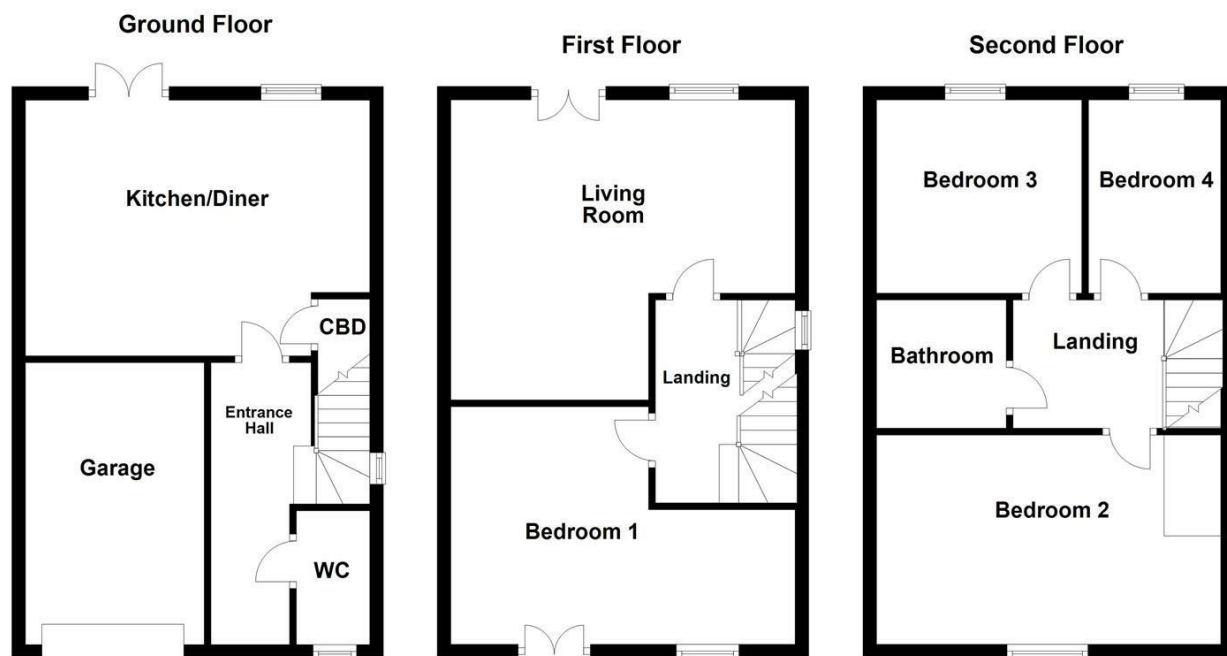 Ground Floor
Kitchen/Diner
CBD
Entrance
Hall
Garage
WC
First Floor
Living
Room
Landing
Bedroom 1
Second Floor
Bedroom 3
Bedroom 4
Bathroom
Landing
Bedroom 2